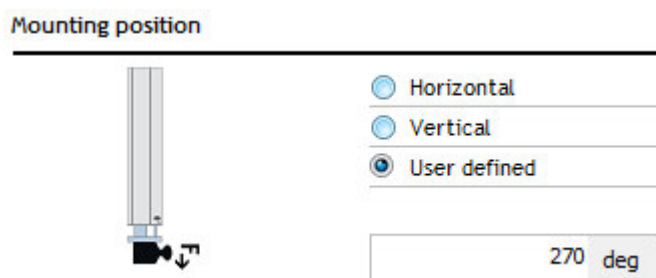 Mounting position
Horizontal
Vertical
User defined
F
270 deg